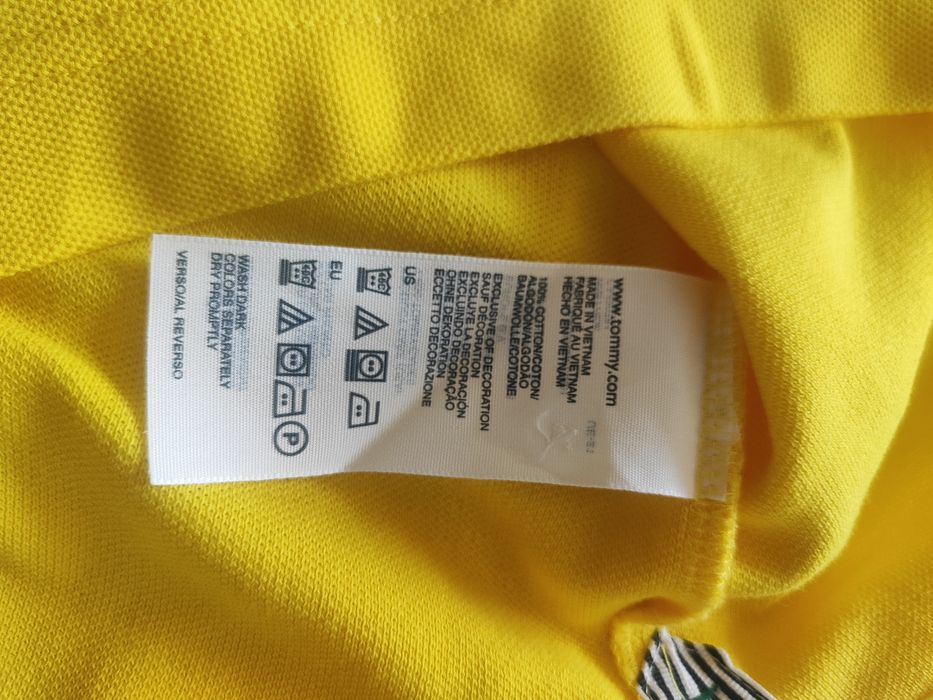 www.tommy.com
MADE IN VIETNAM
FABRIQUÉ AU VIETNAM
HECHO EN VIETNAM
100% COTTON/COTON/
ALGODON/ALGODÃO
BAUMWOLLE/COTONE
EXCLUSIVE OF DECORATION
SAUF DÉCORATION
EXCLUYE LA DECORACIÓN
EXCLUINDO DECORAÇÃO
OHNE DEKORATION
ECCETTO DECORAZIONE
US
EU
P
WASH DARK
COLORS SEPARATELY
DRY PROMPTLY
VERSO/AL REVERSO